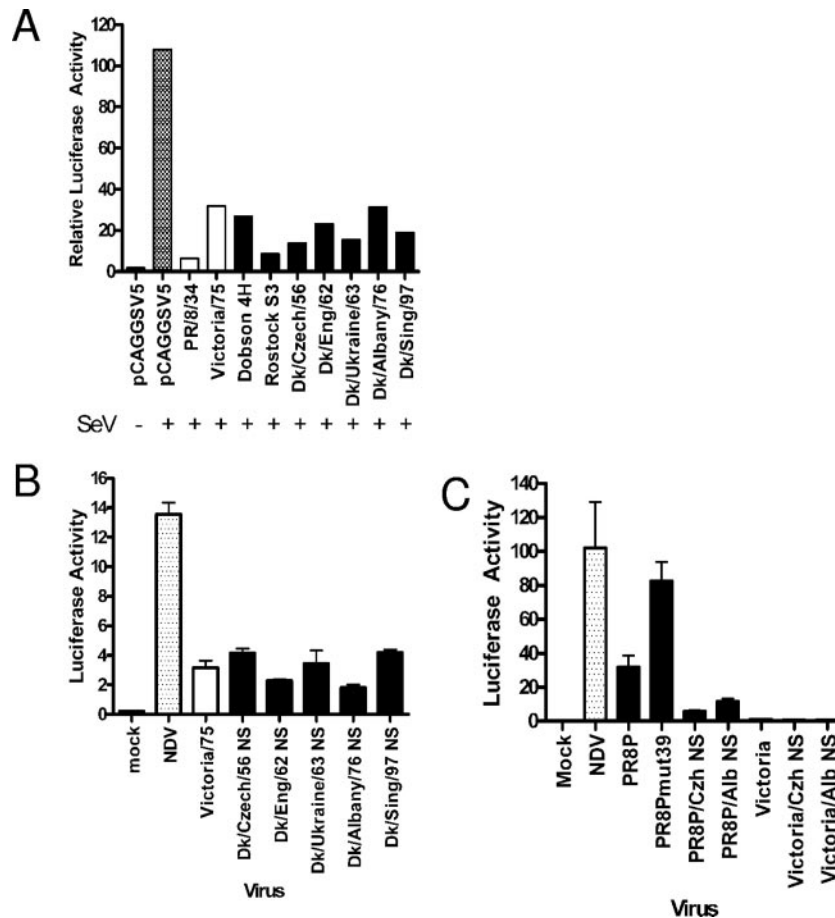 A
Relative Luciferase Activity
120
100
80
60
40
20
0
pCAGGSV5
pCAGGSV5
PR/8/34
Victoria/75
Dobson 4H
Rostock S3
Dk/Czech/56
Dk/Eng/62
Dk/Ukraine/63
Dk/Albany/76
Dk/Sing/97
SeV - + + + + + + + + + +
B
Luciferase Activity
16
14
12
10
8
6
4
2
0
mock
NDV
Victoria/75
Dk/Czech/56 NS
Dk/Eng/62 NS
Dk/Ukraine/63 NS
Dk/Albany/76 NS
Dk/Sing/97 NS
Virus
C
Luciferase Activity
140
120
100
80
60
40
20
0
Mock
NDV
PR8P
PR8Pmut39
PR8P/Czh NS
PR8P/Alb NS
Victoria
Victoria/Czh NS
Victoria/Alb NS
Virus